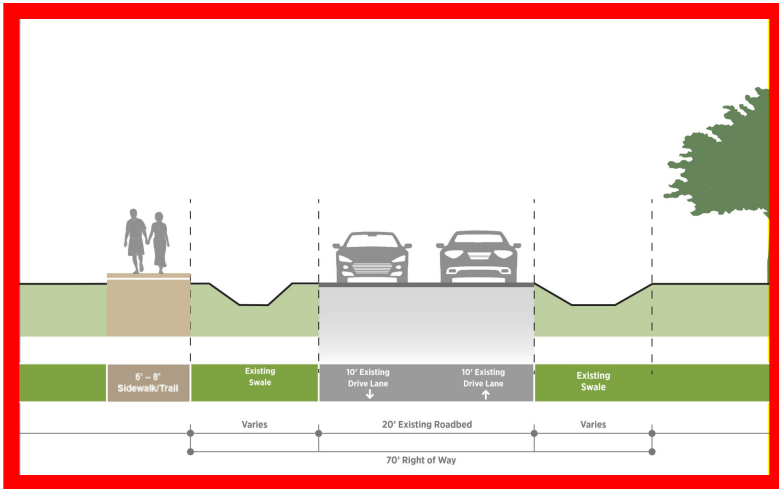 6' – 8'
Sidewalk/Trail
Existing
Swale
10' Existing
Drive Lane
10' Existing
Drive Lane
Existing
Swale
Varies
20' Existing Roadbed
Varies
70' Right of Way